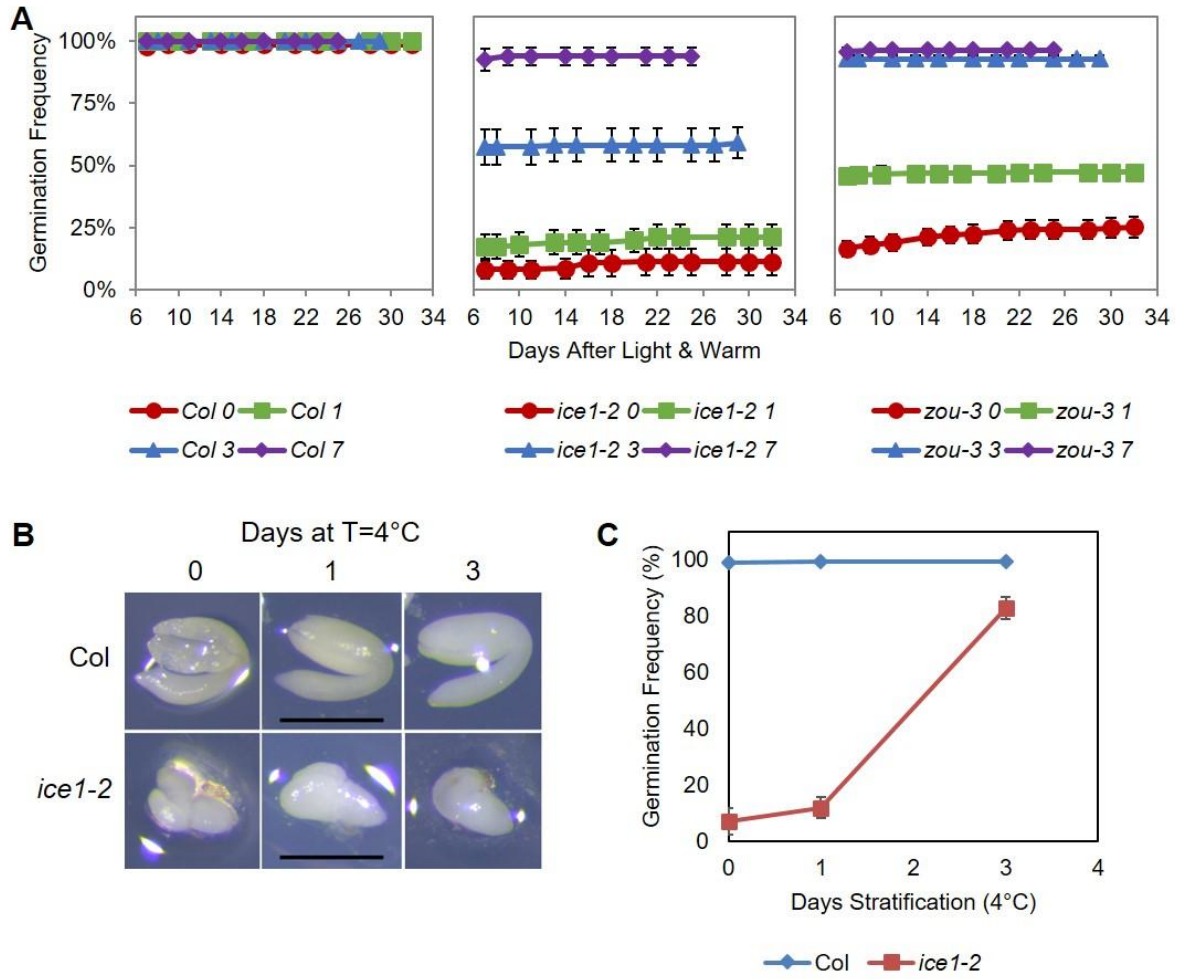 A
Germination Frequency
100%
75%
50%
25%
0%
6 10 14 18 22 26 30 34
6 10 14 18 22 26 30 34
6 10 14 18 22 26 30 34
Days After Light & Warm
Col 0 Col 1
Col 3 Col 7
ice1-2 0 ice1-2 1
ice1-2 3 ice1-2 7
zou-3 0 zou-3 1
zou-3 3 zou-3 7
B
Days at T=4°C
0 1 3
Col
ice1-2
C
Germination Frequency (%)
100
80
60
40
20
0
0 1 2 3 4
Days Stratification (4°C)
Col ice1-2